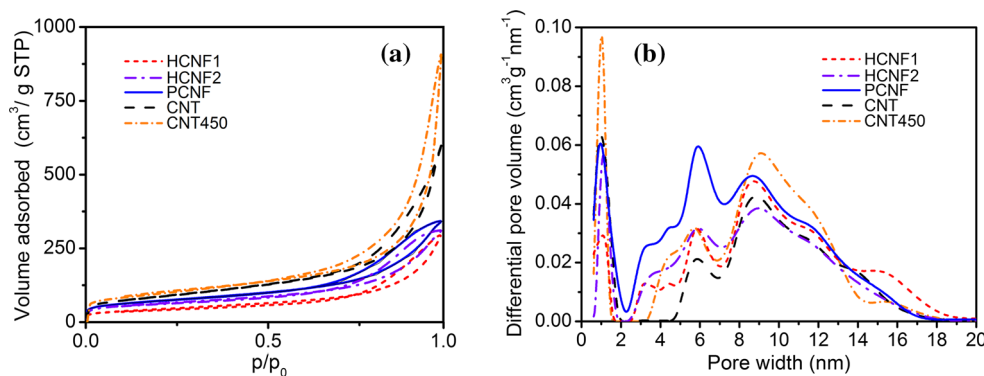 (a)
HCNF1
HCNF2
PCNF
CNT
CNT450
Volume adsorbed (cm³/ g STP)
1000
750
500
250
0
0.0
0.5
1.0
p/p₀
(b)
HCNF1
HCNF2
PCNF
CNT
CNT450
Differential pore volume (cm³g⁻¹nm⁻¹)
0.10
0.08
0.06
0.04
0.02
0.00
0 2 4 6 8 10 12 14 16 18 20
Pore width (nm)